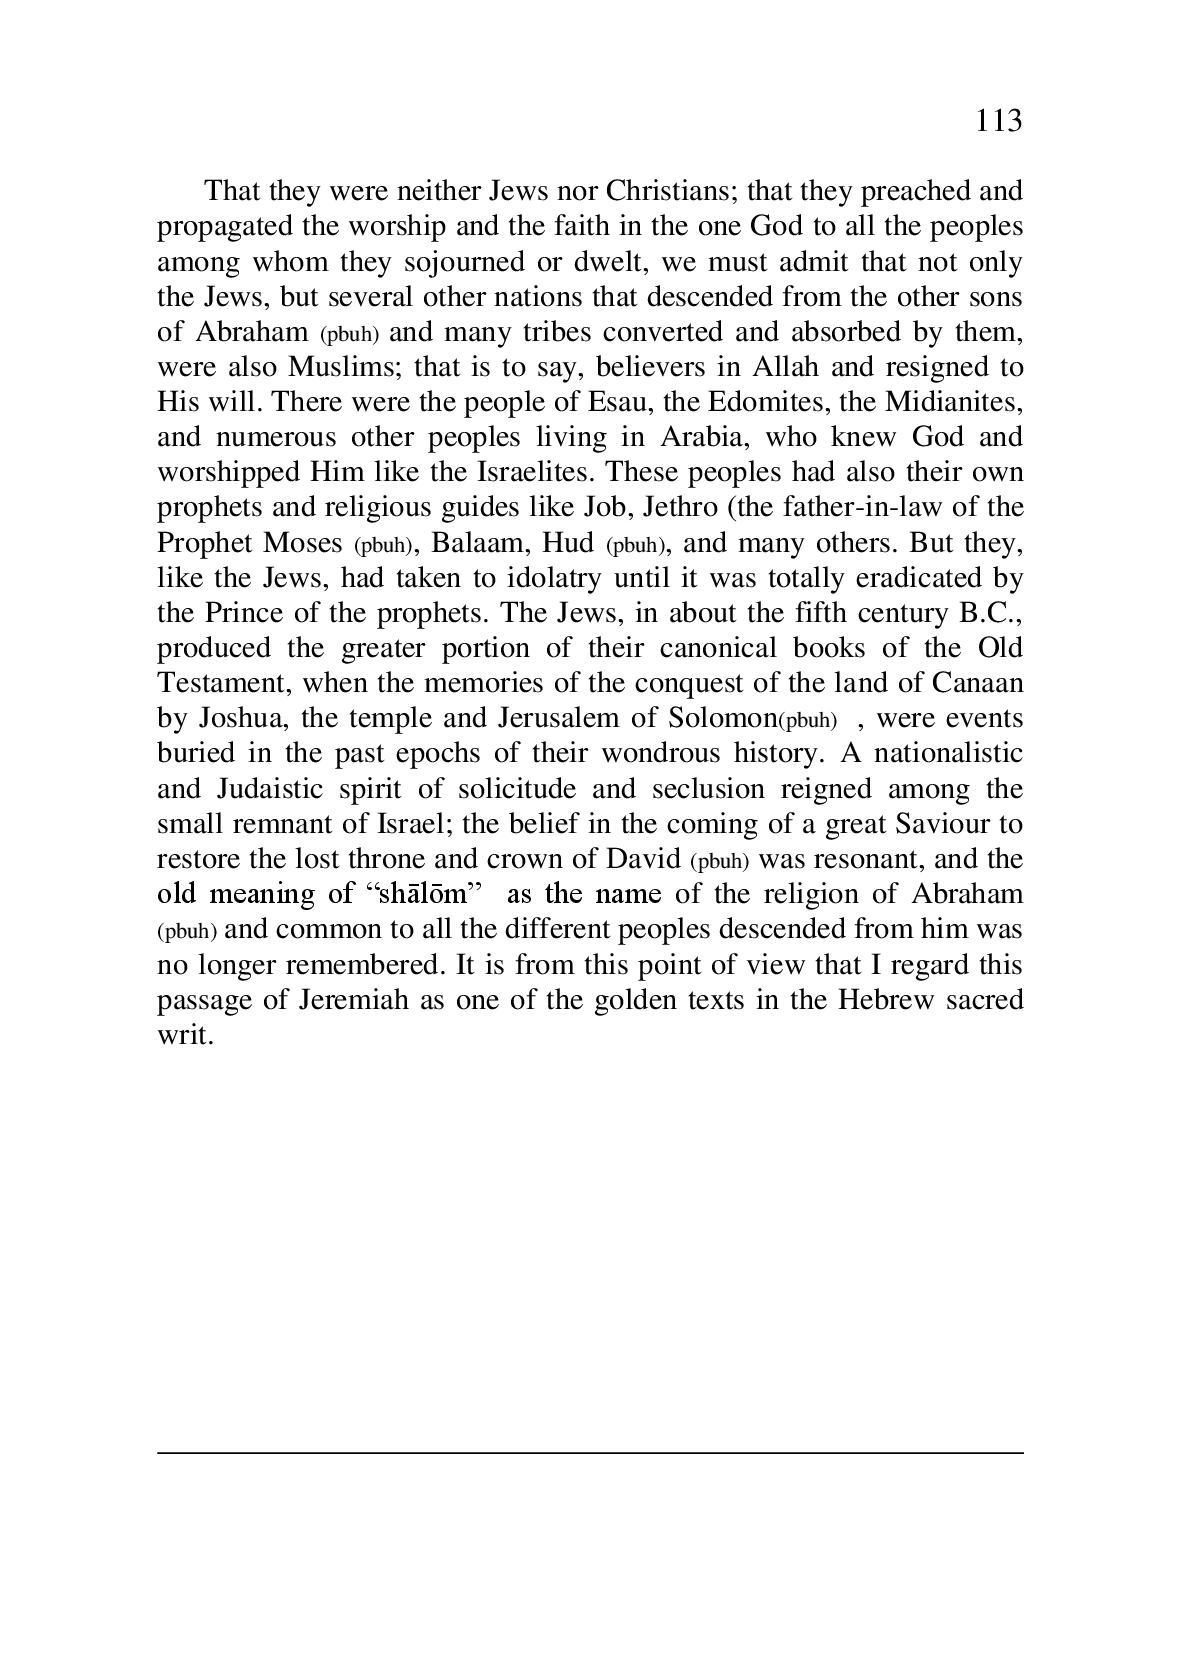 113
That they were neither Jews nor Christians; that they preached and
propagated the worship and the faith in the one God to all the peoples
among whom they sojourned or dwelt, we must admit that not only
the Jews, but several other nations that descended from the other sons
of Abraham (pbuh) and many tribes converted and absorbed by them,
were also Muslims; that is to say, believers in Allah and resigned to
His will. There were the people of Esau, the Edomites, the Midianites,
and numerous other peoples living in Arabia, who knew God and
worshipped Him like the Israelites. These peoples had also their own
prophets and religious guides like Job, Jethro (the father-in-law of the
Prophet Moses (pbuh), Balaam, Hud (pbuh), and many others. But they,
like the Jews, had taken to idolatry until it was totally eradicated by
the Prince of the prophets. The Jews, in about the fifth century B.C.,
produced the greater portion of their canonical books of the Old
Testament, when the memories of the conquest of the land of Canaan
by Joshua, the temple and Jerusalem of Solomon(pbuh) , were events
buried in the past epochs of their wondrous history. A nationalistic
and Judaistic spirit of solicitude and seclusion reigned among the
small remnant of Israel; the belief in the coming of a great Saviour to
restore the lost throne and crown of David (pbuh) was resonant, and the
old meaning of “shālōm” as the name of the religion of Abraham
(pbuh) and common to all the different peoples descended from him was
no longer remembered. It is from this point of view that I regard this
passage of Jeremiah as one of the golden texts in the Hebrew sacred
writ.